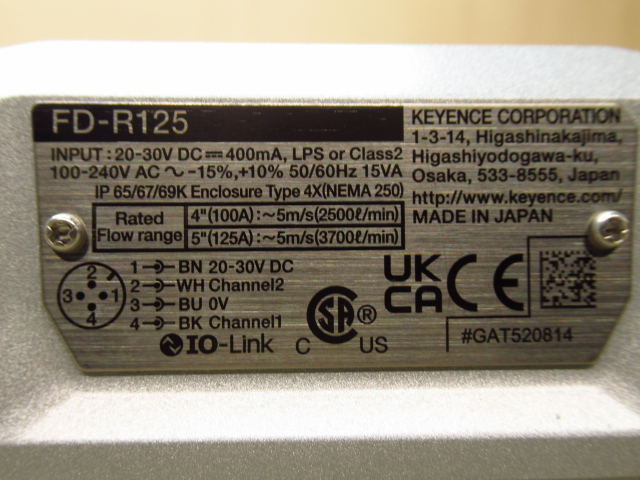 FD-R125
INPUT : 20-30V DC⎓400mA, LPS or Class2
100-240V AC ∿ -15%,+10% 50/60Hz 15VA
IP 65/67/69K Enclosure Type 4X(NEMA 250)
Rated Flow range
4"(100A) : ~5m/s(2500ℓ/min)
5"(125A) : ~5m/s(3700ℓ/min)
KEYENCE CORPORATION
1-3-14, Higashinakajima,
Higashiyodogawa-ku,
Osaka, 533-8555, Japan
http://www.keyence.com/
MADE IN JAPAN
2
3 1
4
1 BN 20-30V DC
2 WH Channel2
3 BU 0V
4 BK Channel1
IO-Link
C SA ® US
UK CA
CE
#GAT520814